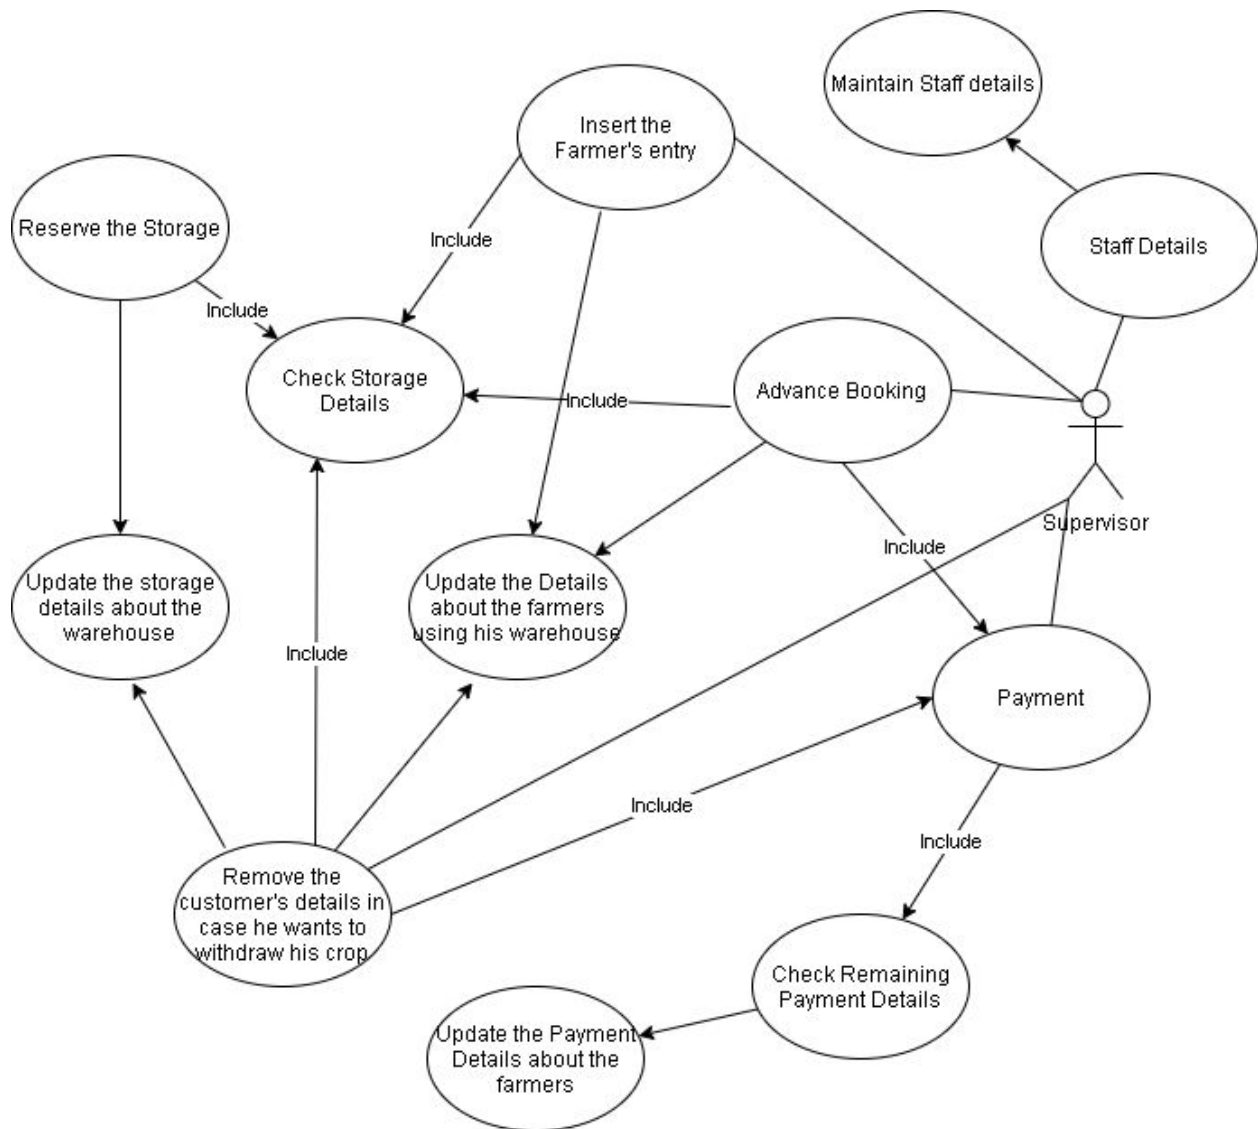 Maintain Staff details
Insert the
Farmer's entry
Reserve the Storage
Include
Staff Details
Include
Check Storage
Details
Advance Booking
Include
Supervisor
Include
Update the storage
details about the
warehouse
Update the Details
about the farmers
using his warehouse
Include
Payment
Include
Include
Remove the
customer's details in
case he wants to
withdraw his crop
Check Remaining
Payment Details
Update the Payment
Details about the
farmers